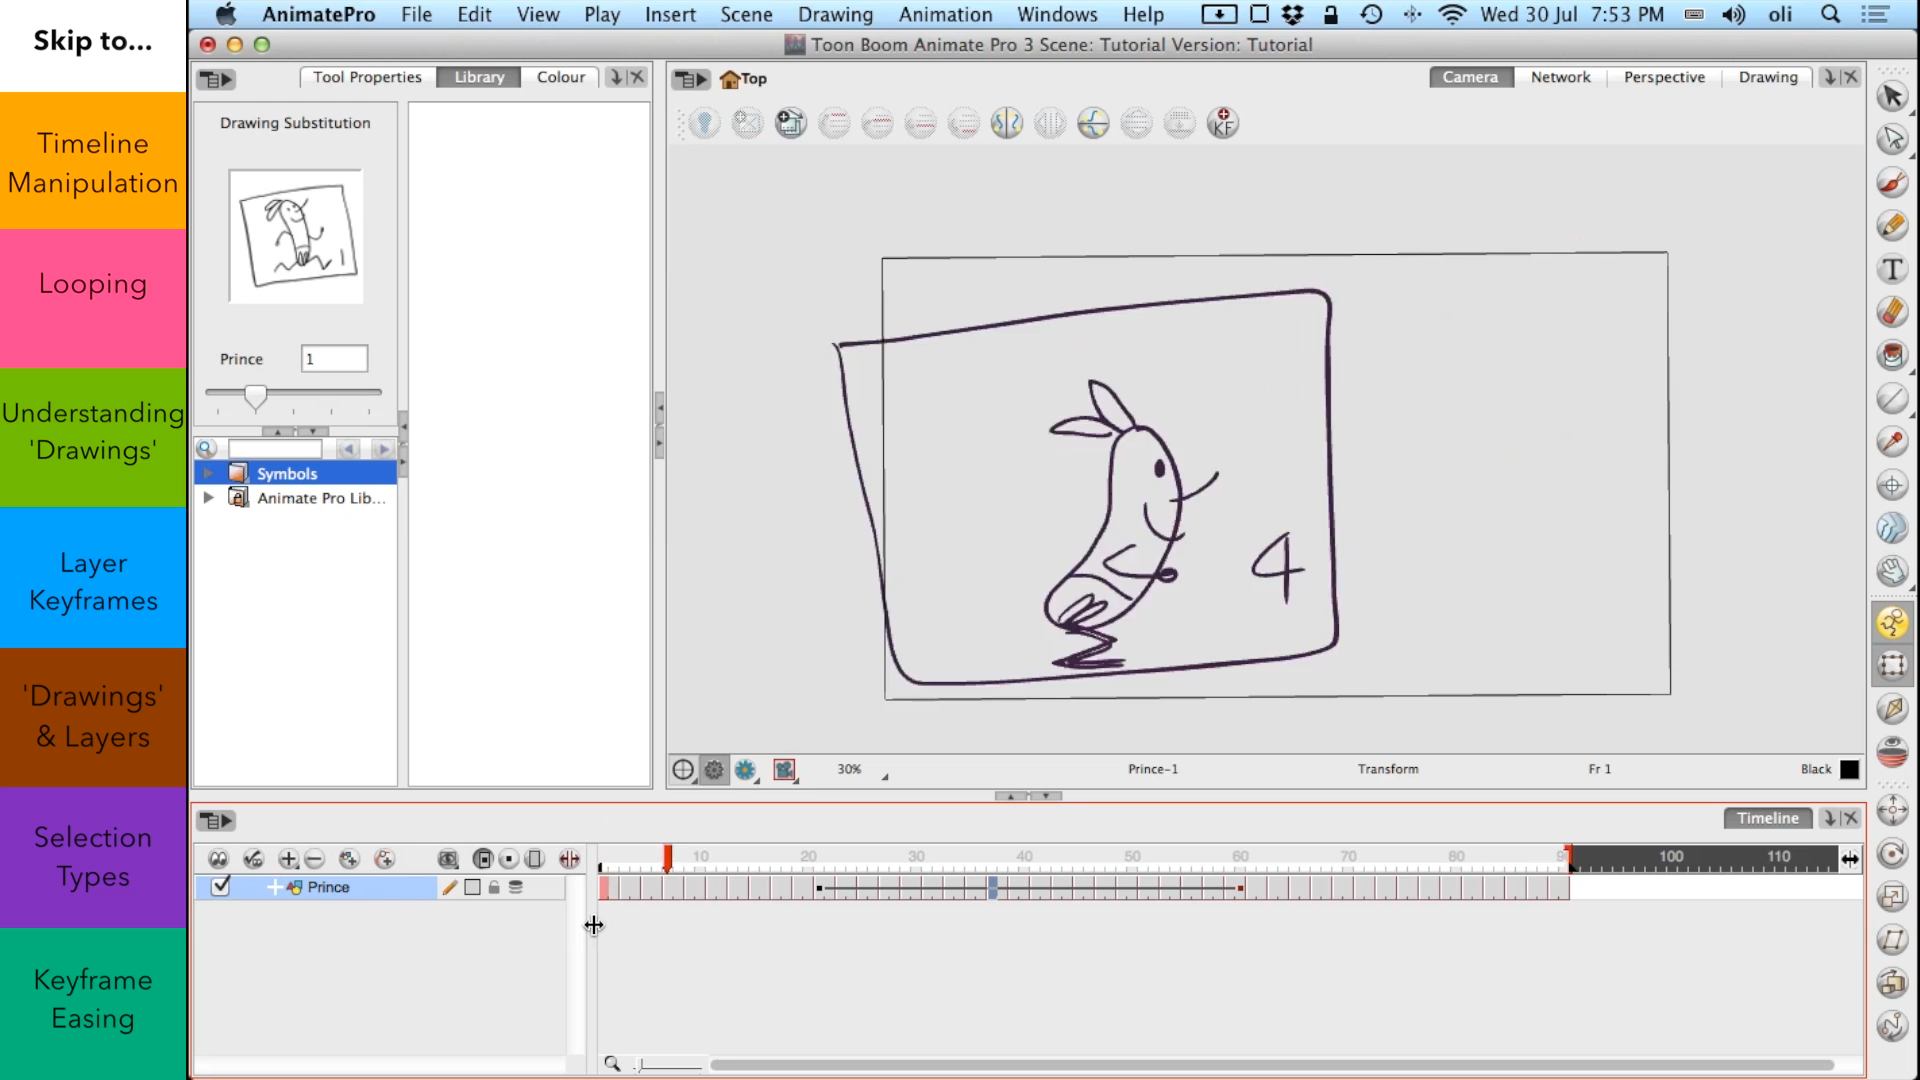 Skip to...
Timeline
Manipulation
Looping
Understanding
'Drawings'
Layer
Keyframes
'Drawings'
& Layers
Selection
Types
Keyframe
Easing
AnimatePro File Edit View Play Insert Scene Drawing Animation Windows Help Wed 30 Jul 7:53 PM oli
Toon Boom Animate Pro 3 Scene: Tutorial Version: Tutorial
Tool Properties Library Colour
Top
Camera Network Perspective Drawing
Drawing Substitution
KF
T
1
Prince 1
4
Symbols
Animate Pro Lib...
30% Prince-1 Transform Fr 1 Black
Timeline
10 20 30 40 50 60 70 80 100 110
Prince